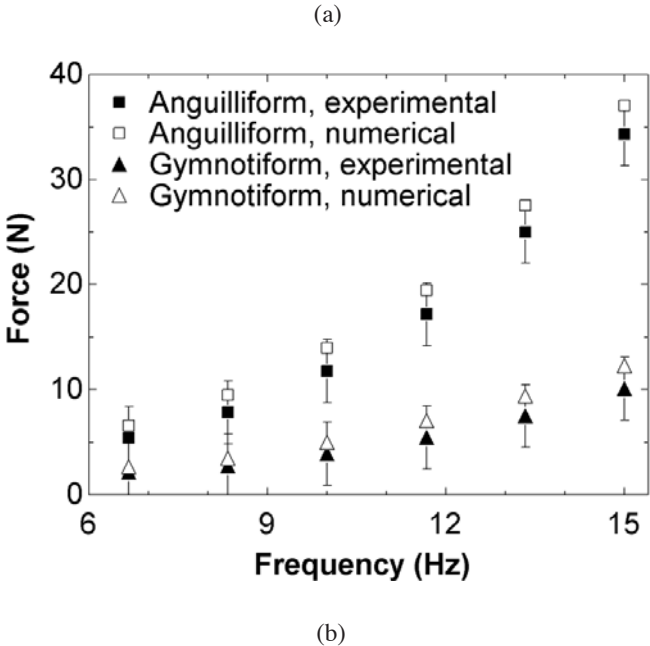 (a)
40
Anguilliform, experimental
Anguilliform, numerical
Gymnotiform, experimental
Gymnotiform, numerical
30
20
10
0
Force (N)
6 9 12 15
Frequency (Hz)
(b)